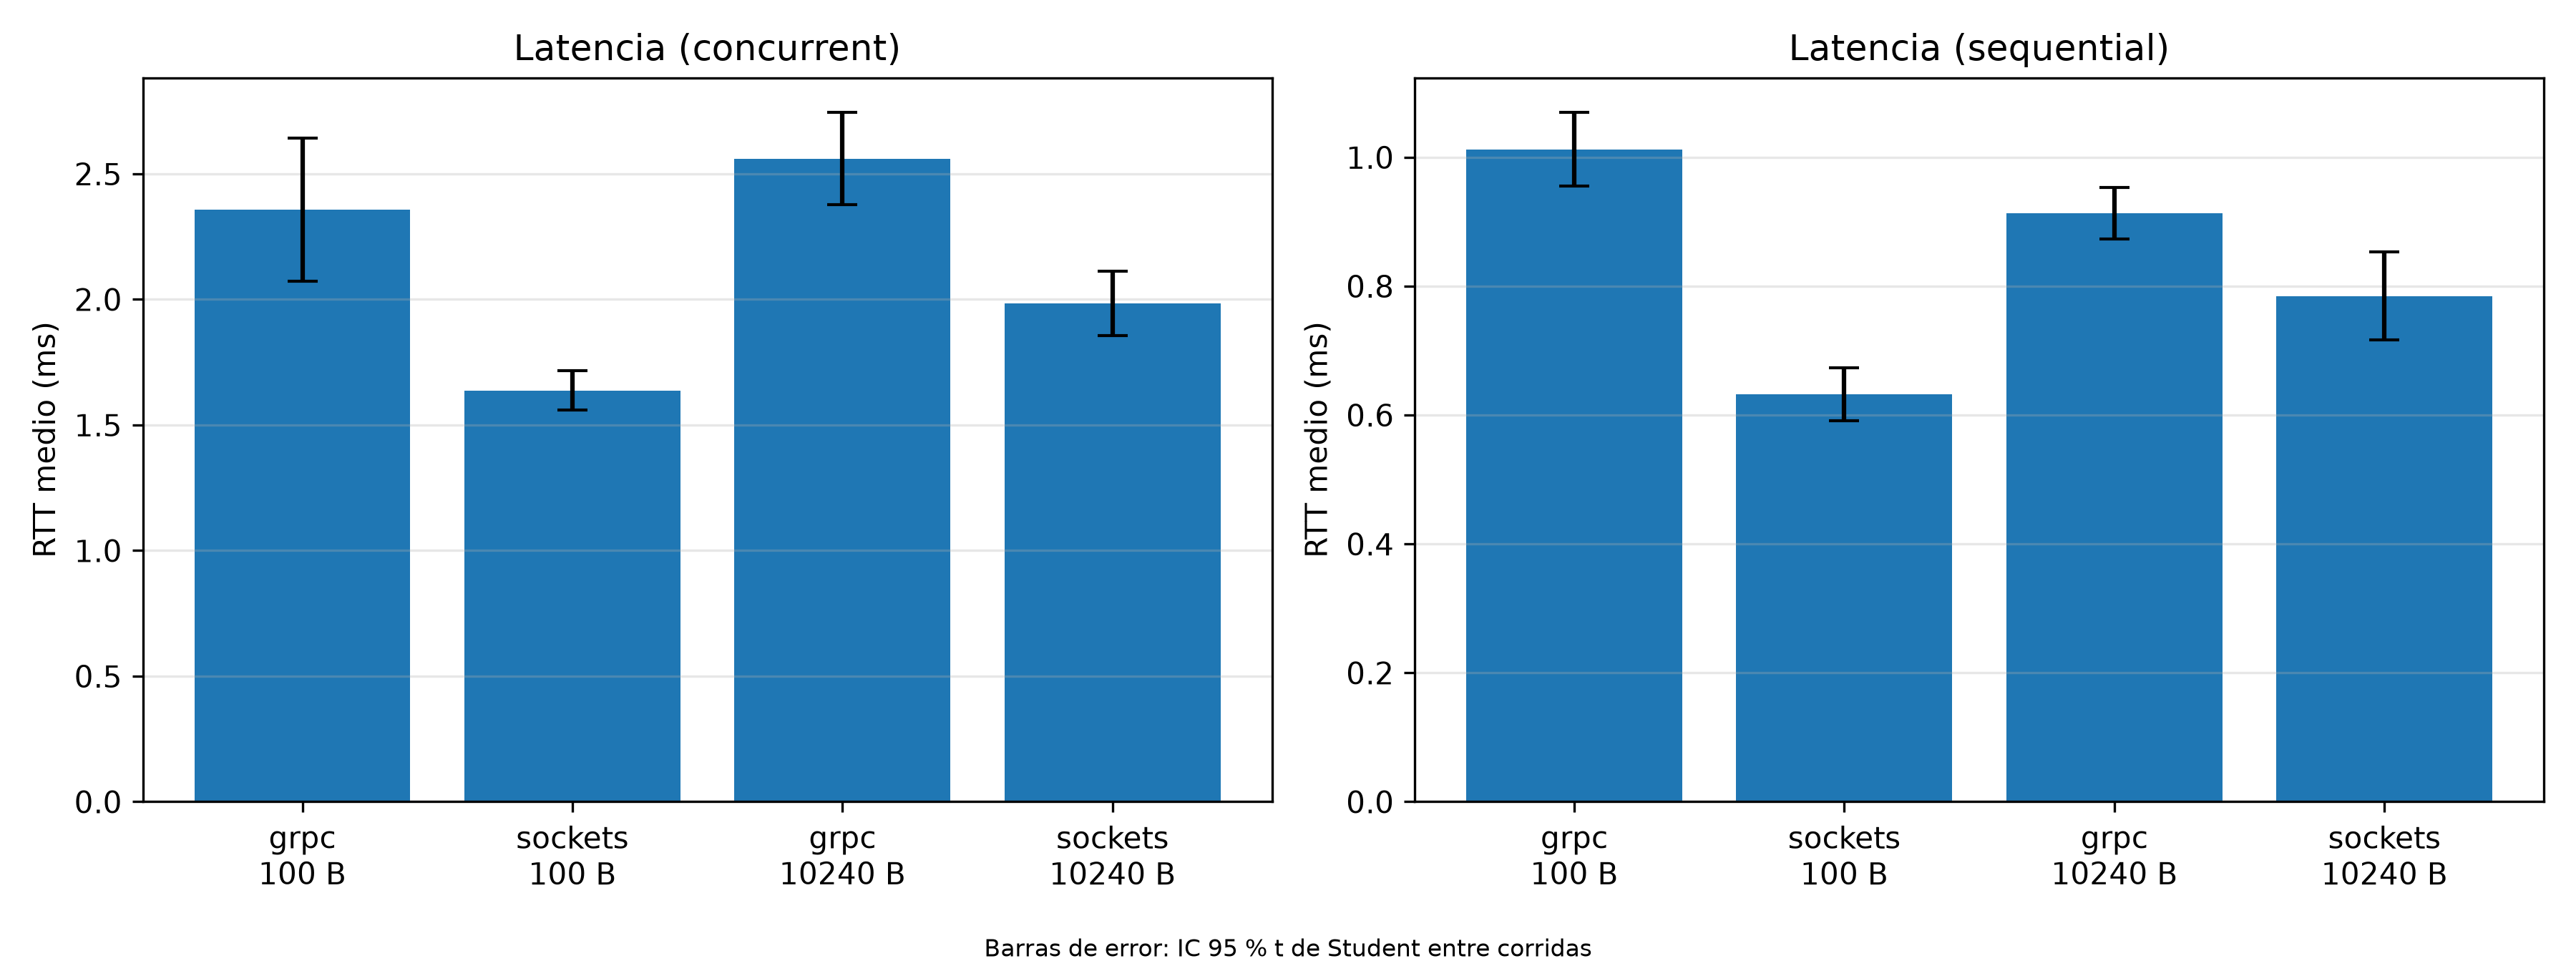 Latencia (concurrent)
RTT medio (ms)
2.5
2.0
1.5
1.0
0.5
0.0
grpc
100 B
sockets
100 B
grpc
10240 B
sockets
10240 B
Latencia (sequential)
RTT medio (ms)
1.0
0.8
0.6
0.4
0.2
0.0
grpc
100 B
sockets
100 B
grpc
10240 B
sockets
10240 B
Barras de error: IC 95 % t de Student entre corridas